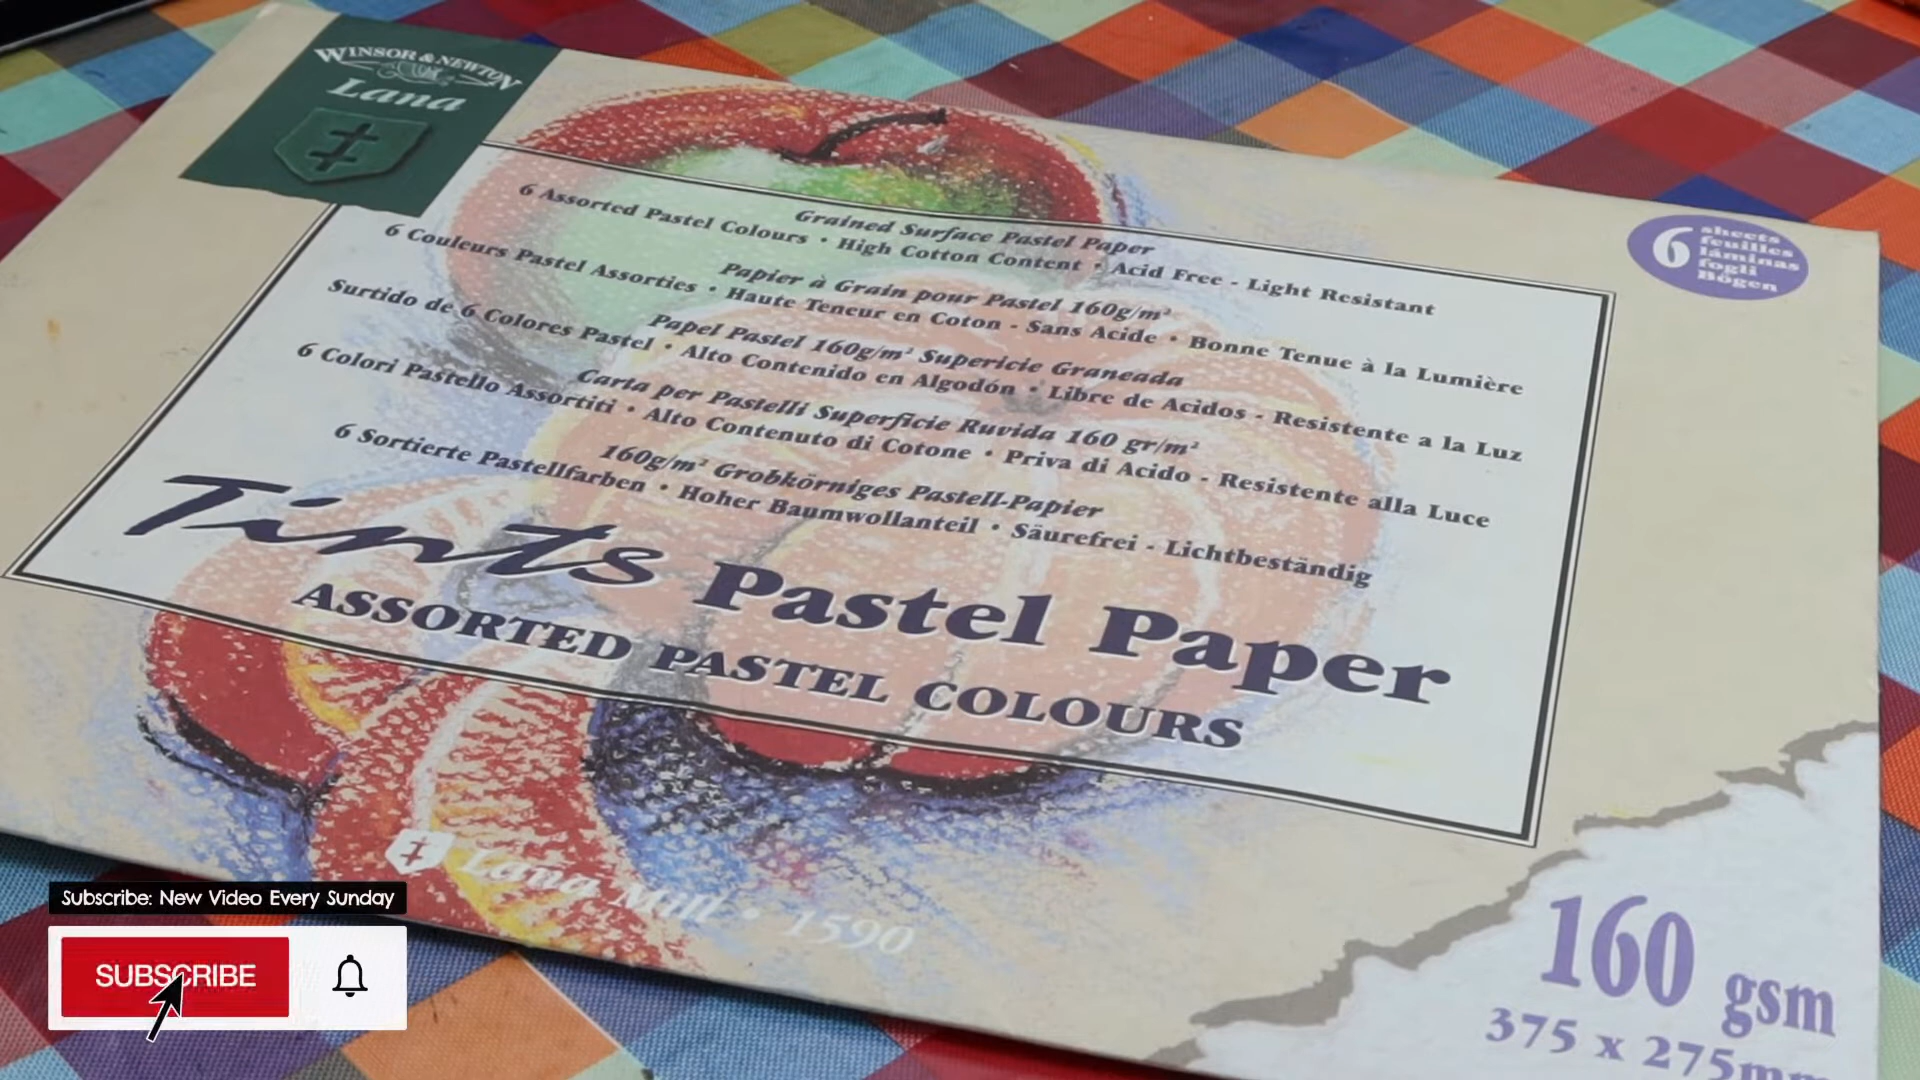 WINSOR & NEWTON
Lana
6 sheets
feuilles
láminas
fogli
Bögen
Grained Surface Pastel Paper
6 Assorted Pastel Colours • High Cotton Content • Acid Free - Light Resistant
Papier à Grain pour Pastel 160g/m²
6 Couleurs Pastel Assorties • Haute Teneur en Coton - Sans Acide • Bonne Tenue à la Lumière
Papel Pastel 160g/m² Supericie Graneada
Surtido de 6 Colores Pastel • Alto Contenido en Algodón • Libre de Acidos - Resistente a la Luz
Carta per Pastelli Superficie Ruvida 160 gr/m²
6 Colori Pastello Assortiti • Alto Contenuto di Cotone • Priva di Acido - Resistente alla Luce
160g/m² Grobkörniges Pastell-Papier
6 Sortierte Pastellfarben • Hoher Baumwollanteil • Säurefrei - Lichtbeständig
Tints Pastel Paper
ASSORTED PASTEL COLOURS
Lana Mill • 1590
160 gsm
375 x 275mm
Subscribe: New Video Every Sunday
SUBSCRIBE